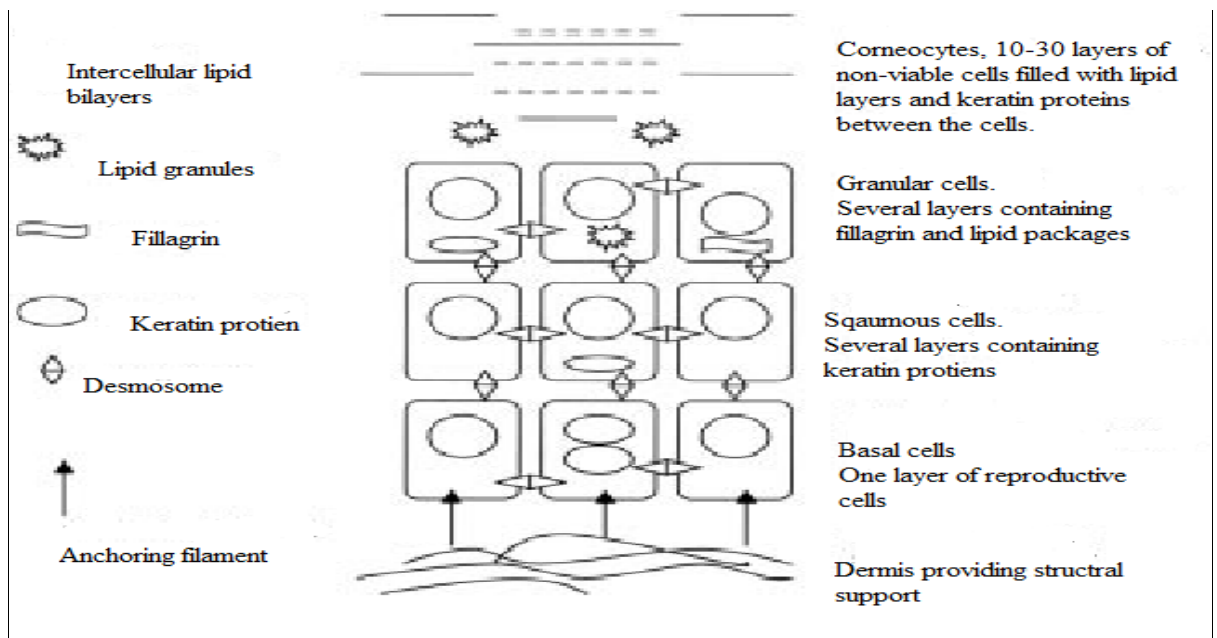 Intercellular lipid
bilayers
Lipid granules
Fillagrin
Keratin protien
Desmosome
Anchoring filament
Corneocytes, 10-30 layers of
non-viable cells filled with lipid
layers and keratin proteins
between the cells.
Granular cells.
Several layers containing
fillagrin and lipid packages
Sqaumous cells.
Several layers containing
keratin protiens
Basal cells
One layer of reproductive
cells
Dermis providing structral
support